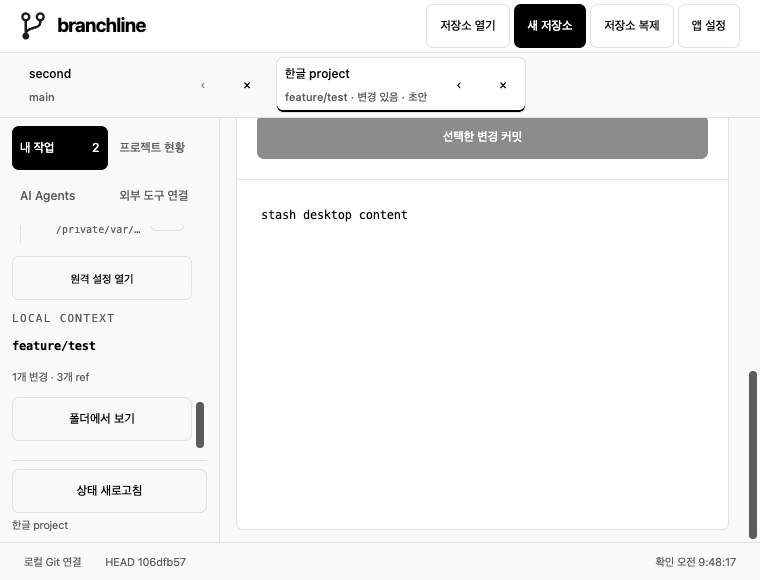 branchline
저장소 열기
새 저장소
저장소 복제
앱 설정
second
main
‹
×
한글 project
feature/test · 변경 있음 · 초안
‹
×
내 작업 2
프로젝트 현황
AI Agents
외부 도구 연결
/private/var/…
원격 설정 열기
LOCAL CONTEXT
feature/test
1개 변경 · 3개 ref
폴더에서 보기
상태 새로고침
한글 project
선택한 변경 커밋
stash desktop content
로컬 Git 연결
HEAD 106dfb57
확인 오전 9:48:17